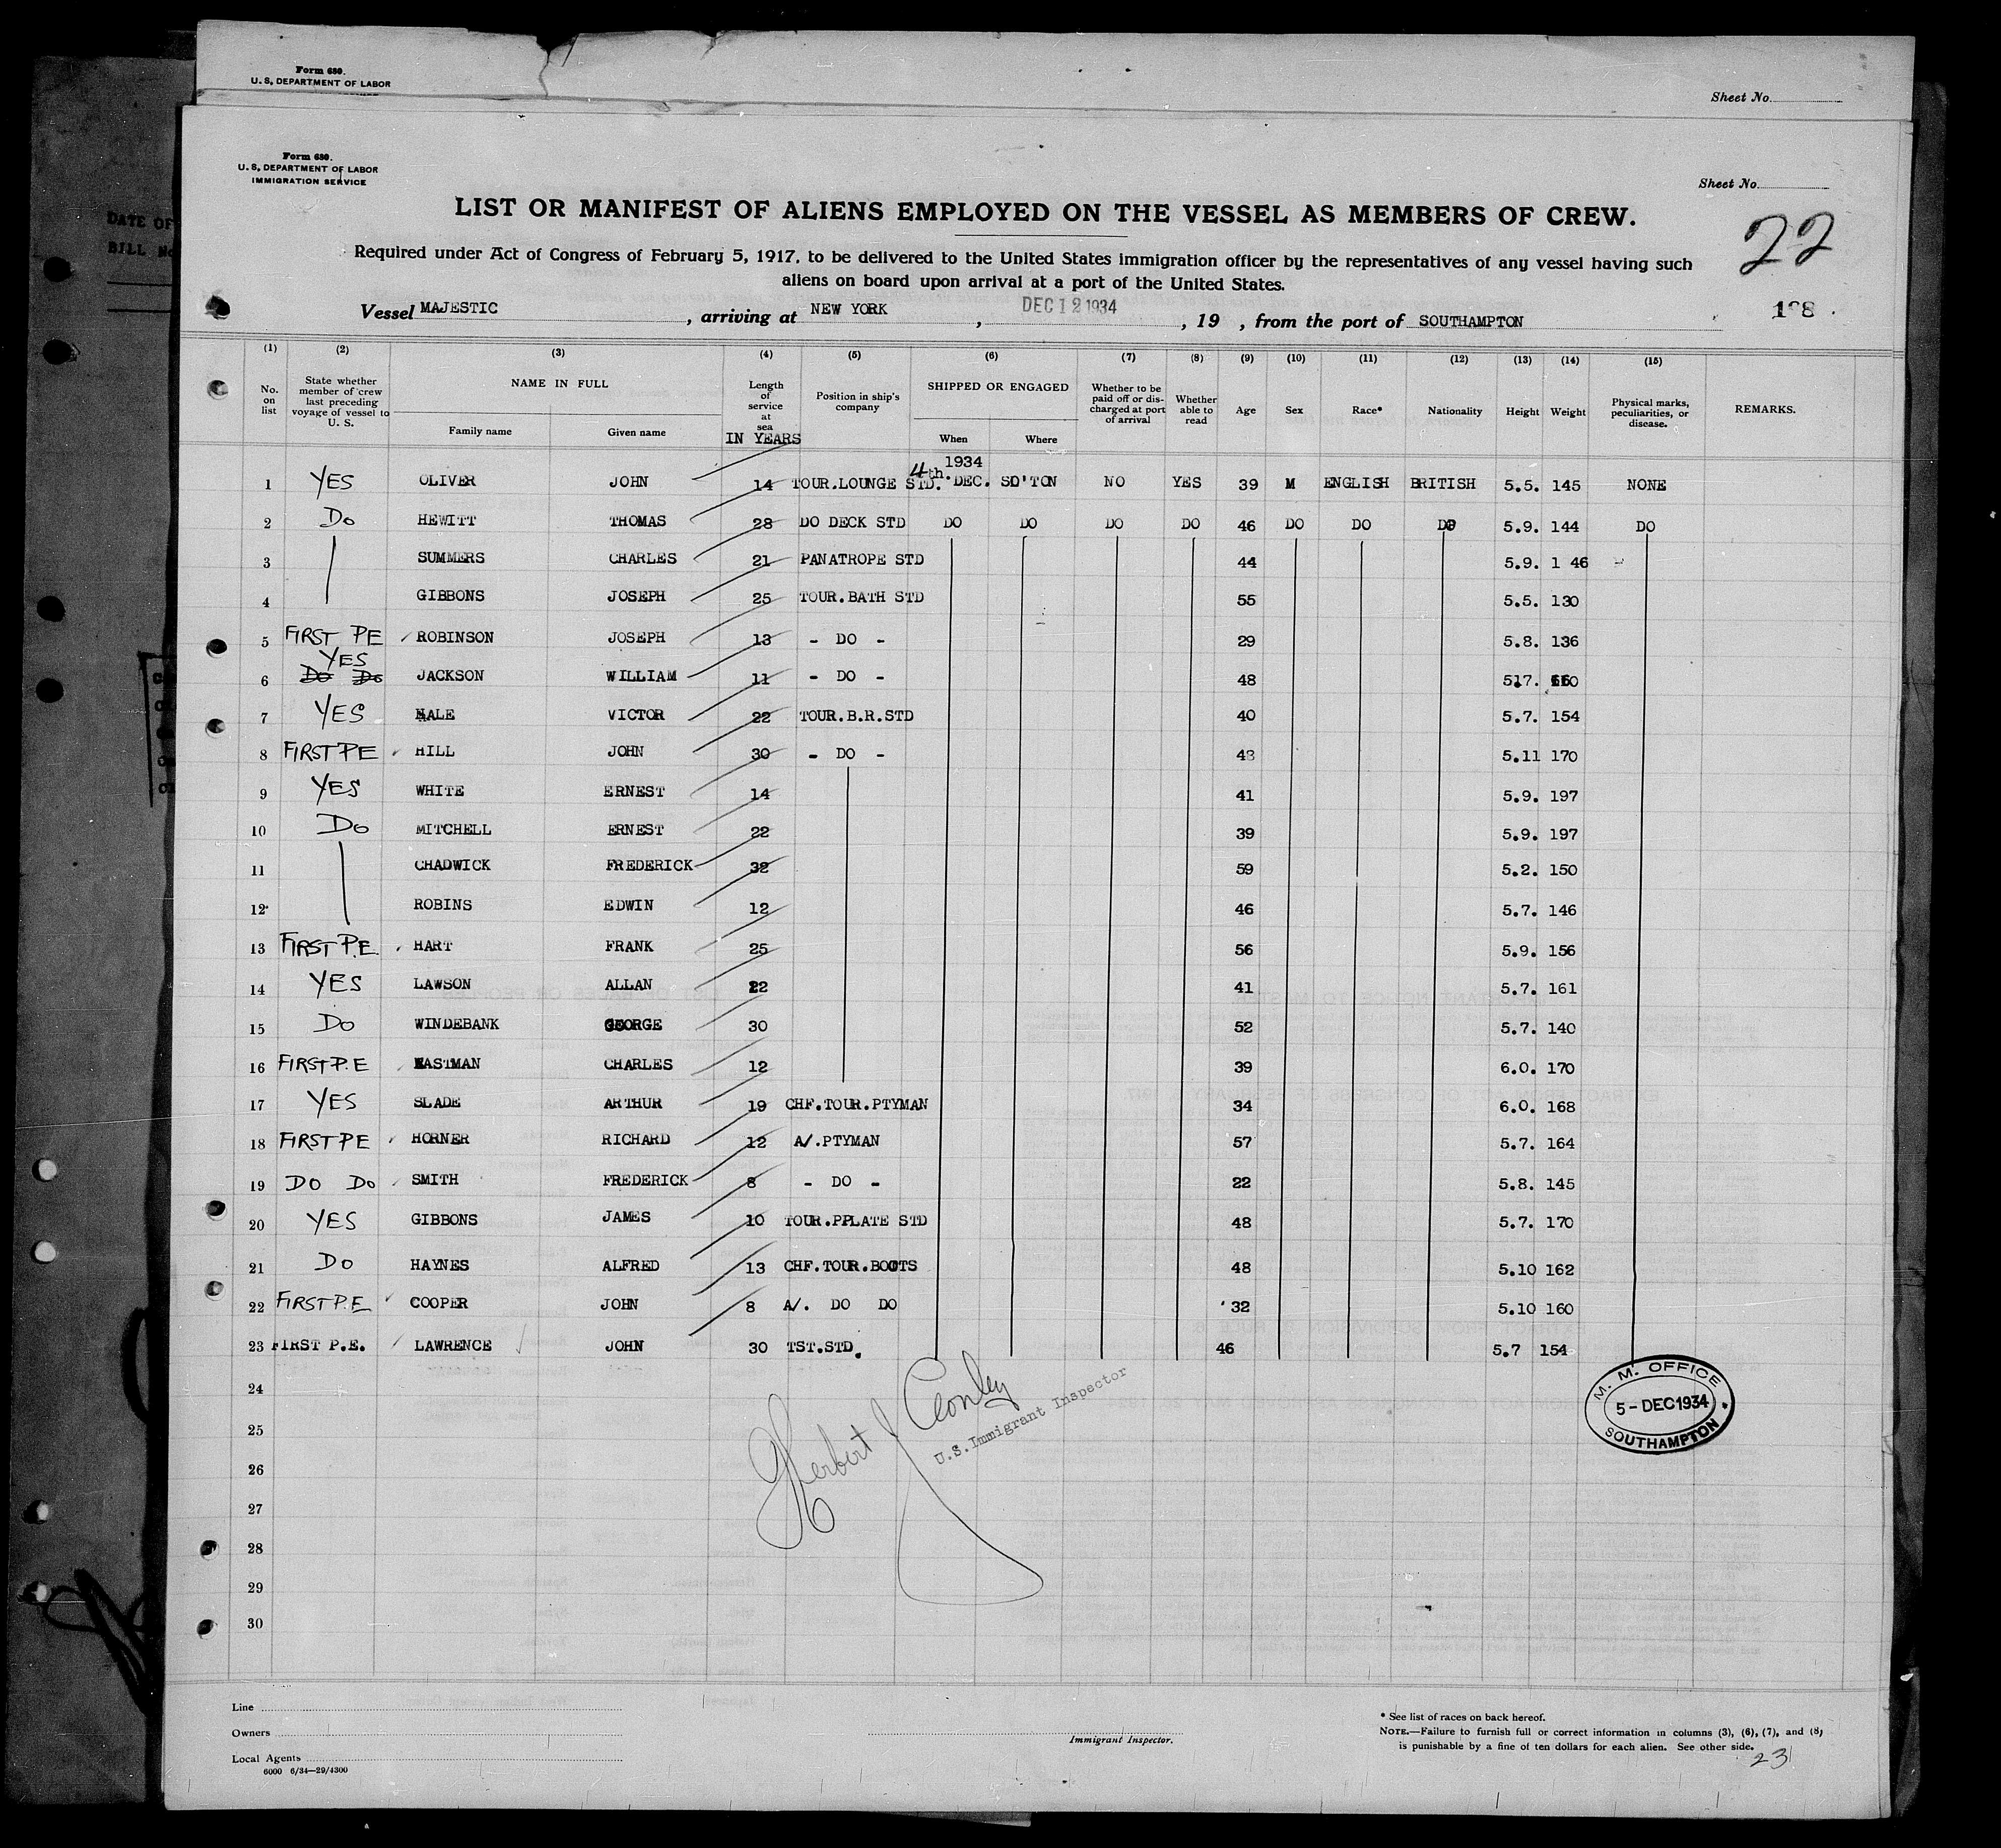 Form 680.
U. S. DEPARTMENT OF LABOR
Sheet No.
DATE OF
BILL No
Form 680.
U. S. DEPARTMENT OF LABOR
IMMIGRATION SERVICE
Sheet No.
LIST OR MANIFEST OF ALIENS EMPLOYED ON THE VESSEL AS MEMBERS OF CREW.
22
Required under Act of Congress of February 5, 1917, to be delivered to the United States immigration officer by the representatives of any vessel having such
aliens on board upon arrival at a port of the United States.
Vessel MAJESTIC, arriving at NEW YORK, DEC 12 1934, 19 , from the port of SOUTHAMPTON
(1) (2) (3) (4) (5) (6) (7) (8) (9) (10) (11) (12) (13) (14) (15)
No. on list
State whether member of crew last preceding voyage of vessel to U. S.
NAME IN FULL
Family name Given name
Length of service at sea
IN YEARS
Position in ship's company
SHIPPED OR ENGAGED
When Where
Whether to be paid off or discharged at port of arrival
Whether able to read
Age Sex Race* Nationality Height Weight
Physical marks, peculiarities, or disease.
REMARKS.
1934
1 YES OLIVER JOHN 14 TOUR.LOUNGE STD. 4th. DEC. SO'TON NO YES 39 M ENGLISH BRITISH 5.5. 145 NONE
2 Do HEWITT THOMAS 28 DO DECK STD DO DO DO DO 46 DO DO DO 5.9. 144 DO
3 SUMMERS CHARLES 21 PANATROPE STD 44 5.9. 1 46
4 GIBBONS JOSEPH 25 TOUR.BATH STD 55 5.5. 130
5 FIRST PE ROBINSON JOSEPH 13 - DO - 29 5.8. 136
YES
6 Do Do JACKSON WILLIAM 11 - DO - 48
7 YES HALE VICTOR 22 TOUR.B.R.STD 40 5.7. 154
8 FIRST PE HILL JOHN 30 - DO - 48 5.11 170
9 YES WHITE ERNEST 14 41 5.9. 197
10 Do MITCHELL ERNEST 22 39 5.9. 197
11 CHADWICK FREDERICK 32 59 5.2. 150
12 ROBINS EDWIN 12 46 5.7. 146
13 FIRST P.E HART FRANK 25 56 5.9. 156
14 YES LAWSON ALLAN 22 41 5.7. 161
15 Do WINDEBANK GEORGE 30 52 5.7. 140
16 FIRST P.E EASTMAN CHARLES 12 39 6.0. 170
17 YES SLADE ARTHUR 19 CHF.TOUR.PTYMAN 34 6.0. 168
18 FIRST PE HORNER RICHARD 12 A/.PTYMAN 57 5.7. 164
19 DO Do SMITH FREDERICK 8 - DO - 22 5.8. 145
20 YES GIBBONS JAMES 10 TOUR.PPLATE STD 48 5.7. 170
21 Do HAYNES ALFRED 13 CHF.TOUR.BOOTS 48 5.10 162
22 FIRST P.E COOPER JOHN 8 A/. DO DO 32 5.10 160
23 FIRST P.E. LAWRENCE JOHN 30 TST.STD. 46 5.7 154
24
25
26
27
28
29
30
Herbert J Conley
U.S. Immigrant Inspector
M. M. OFFICE
5 - DEC 1934
SOUTHAMPTON
Line
Owners
Local Agents
6000 6/34—29/4300
Immigrant Inspector.
* See list of races on back hereof.
NOTE.—Failure to furnish full or correct information in columns (3), (6), (7), and (8)
is punishable by a fine of ten dollars for each alien. See other side.
23